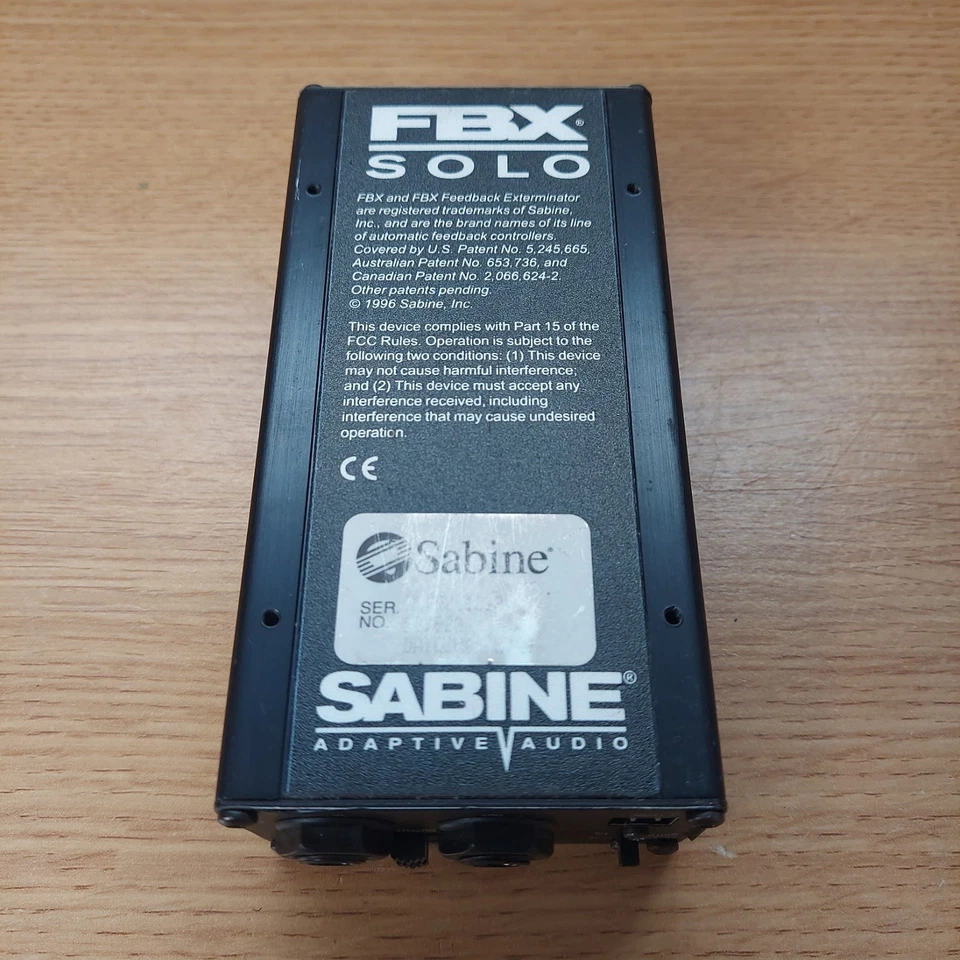 FBX®
SOLO
FBX and FBX Feedback Exterminator
are registered trademarks of Sabine,
Inc., and are the brand names of its line
of automatic feedback controllers.
Covered by U.S. Patent No. 5,245,665,
Australian Patent No. 653,736, and
Canadian Patent No. 2,066,624-2.
Other patents pending.
© 1996 Sabine, Inc.
This device complies with Part 15 of the
FCC Rules. Operation is subject to the
following two conditions: (1) This device
may not cause harmful interference;
and (2) This device must accept any
interference received, including
interference that may cause undesired
operation.
CE
Sabine®
SER.
NO.
SABINE®
ADAPTIVE AUDIO